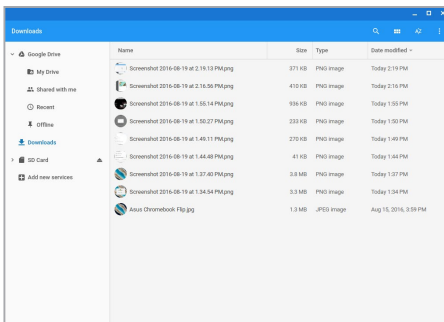 Downloads
AZ
Google Drive
My Drive
Shared with me
Recent
Offline
Downloads
SD Card
Add new services
Name Size Type Date modified
Screenshot 2016-08-19 at 2.19.13 PM.png 371 KB PNG image Today 2:19 PM
Screenshot 2016-08-19 at 2.16.56 PM.png 410 KB PNG image Today 2:16 PM
Screenshot 2016-08-19 at 1.55.14 PM.png 936 KB PNG image Today 1:55 PM
Screenshot 2016-08-19 at 1.50.27 PM.png 233 KB PNG image Today 1:50 PM
Screenshot 2016-08-19 at 1.49.11 PM.png 270 KB PNG image Today 1:49 PM
Screenshot 2016-08-19 at 1.44.48 PM.png 41 KB PNG image Today 1:44 PM
Screenshot 2016-08-19 at 1.37.40 PM.png 3.8 MB PNG image Today 1:37 PM
Screenshot 2016-08-19 at 1.34.54 PM.png 3.3 MB PNG image Today 1:34 PM
Asus Chromebook Flip.jpg 1.3 MB JPEG image Aug 15, 2016, 3:59 PM